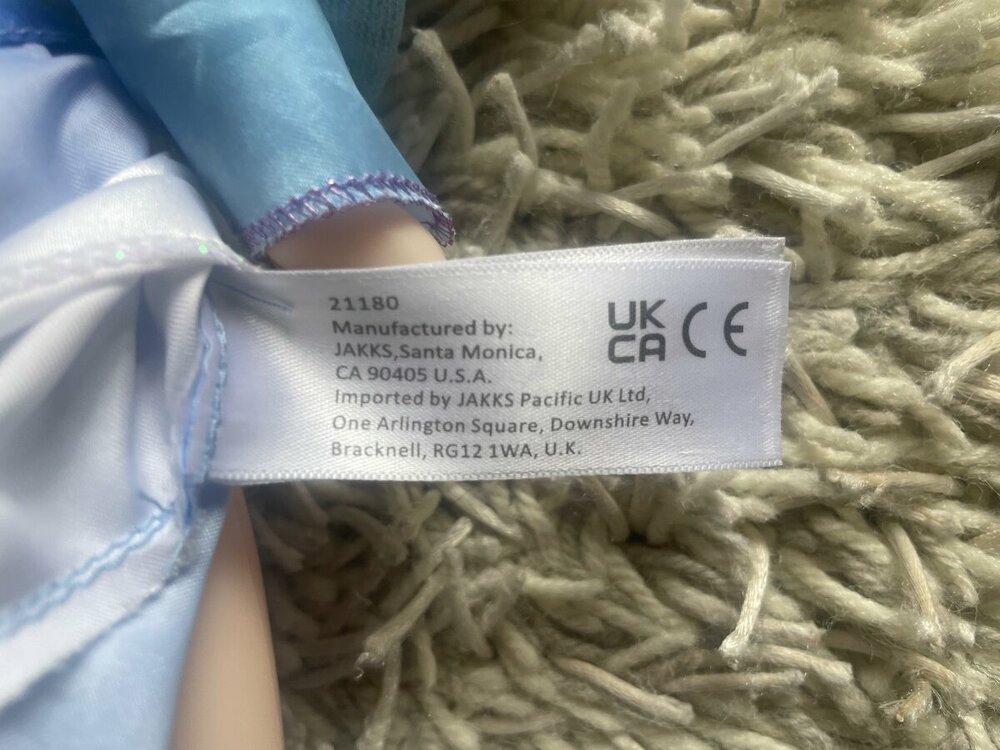 21180
Manufactured by:
JAKKS,Santa Monica,
CA 90405 U.S.A.
Imported by JAKKS Pacific UK Ltd,
One Arlington Square, Downshire Way,
Bracknell, RG12 1WA, U.K.
UK
CA
CE